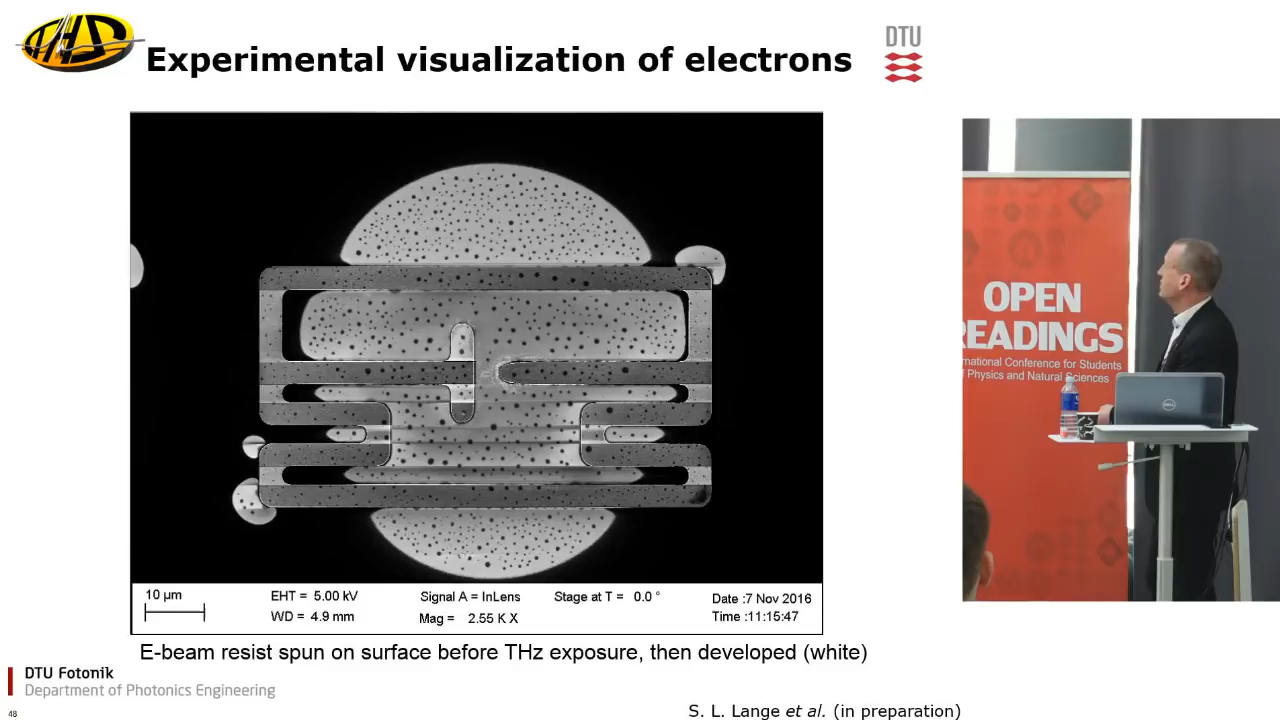 THz
Experimental visualization of electrons
DTU
OPEN
READINGS
national Conference for Students
f Physics and Natural Sciences
DELL
10 µm
EHT = 5.00 kV
Signal A = InLens
Stage at T = 0.0 °
Date :7 Nov 2016
WD = 4.9 mm
Mag = 2.55 K X
Time :11:15:47
E-beam resist spun on surface before THz exposure, then developed (white)
DTU Fotonik
Department of Photonics Engineering
48
S. L. Lange et al. (in preparation)